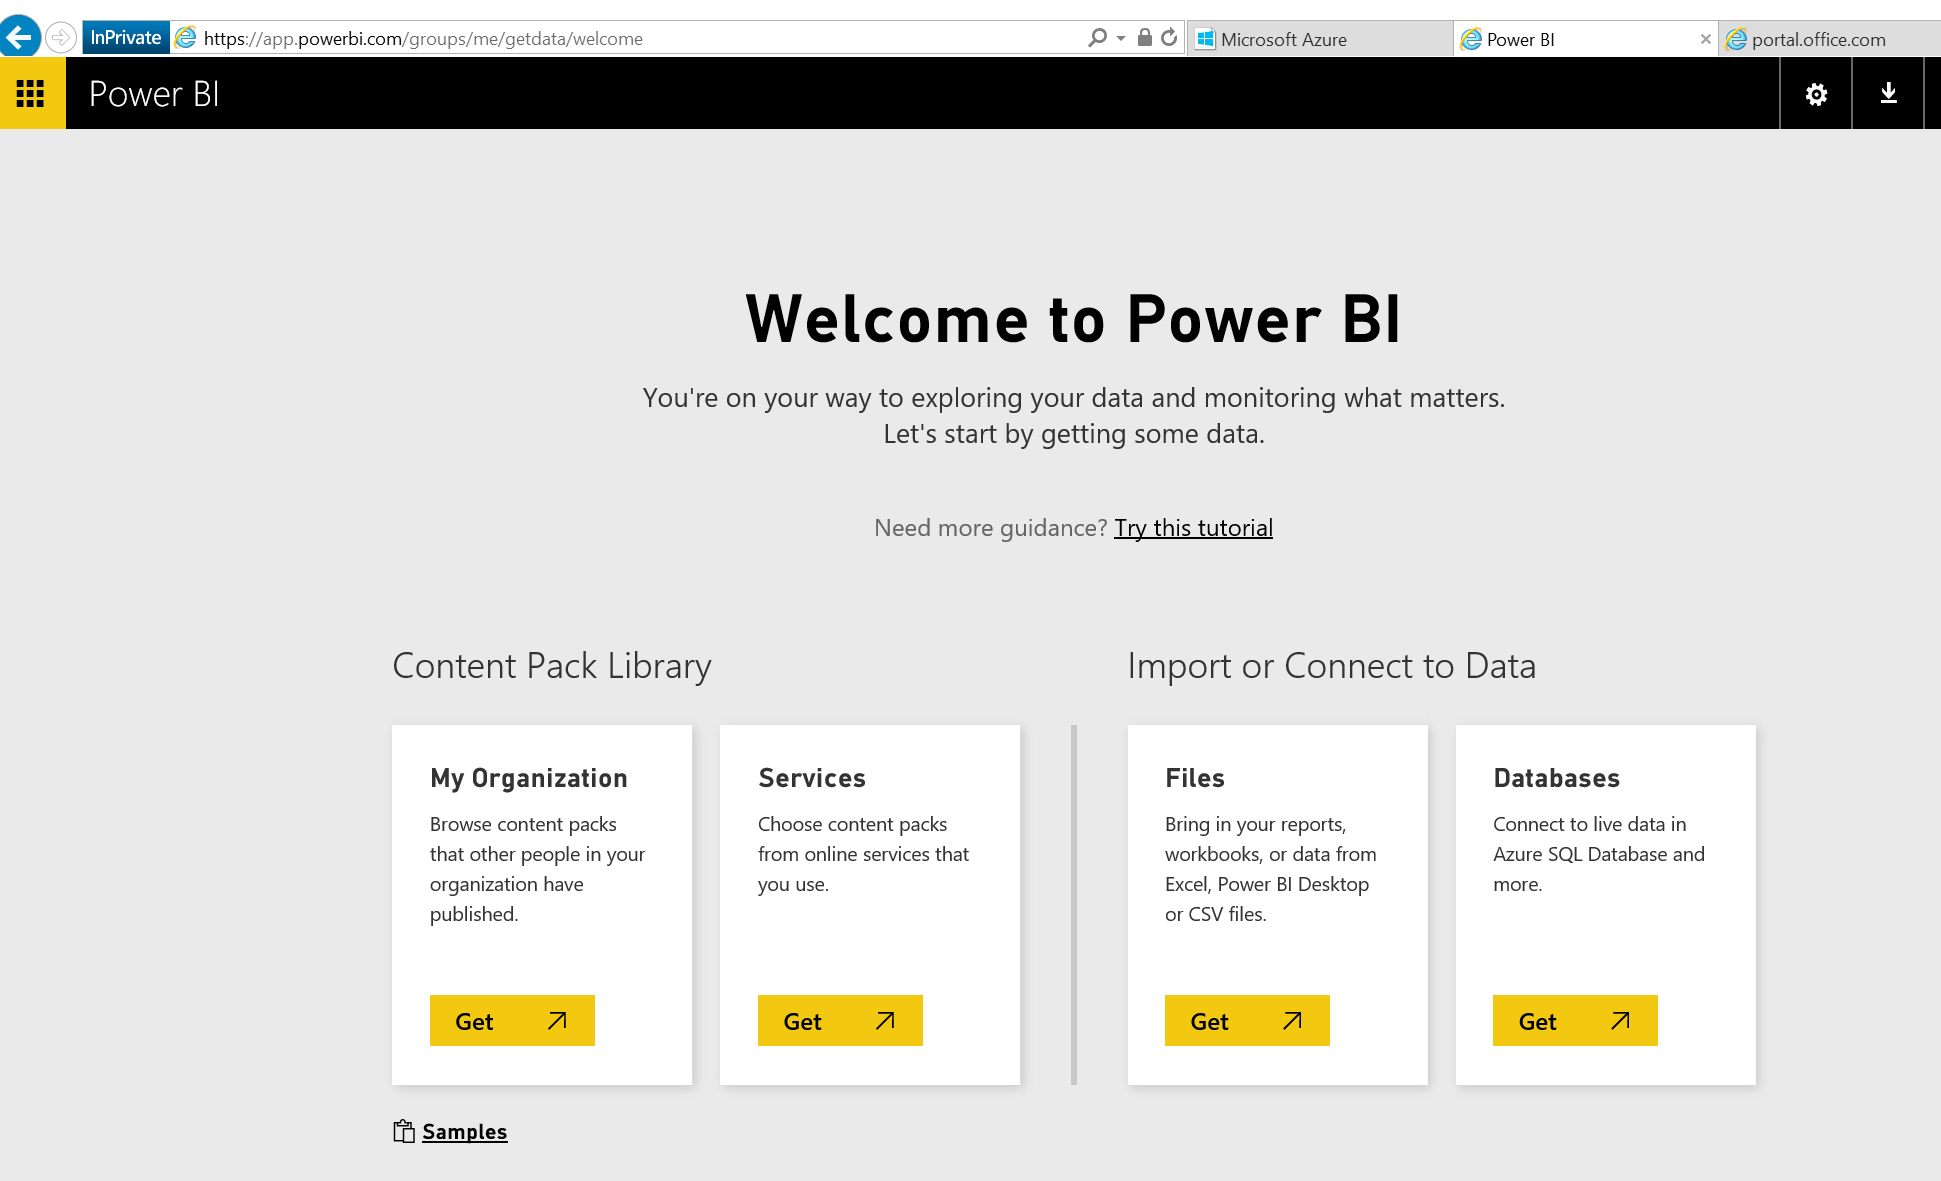 InPrivate https://app.powerbi.com/groups/me/getdata/welcome Microsoft Azure Power BI portal.office.com
Power BI
Welcome to Power BI
You're on your way to exploring your data and monitoring what matters.
Let's start by getting some data.
Need more guidance? Try this tutorial
Content Pack Library
My Organization
Browse content packs
that other people in your
organization have
published.
Get
Services
Choose content packs
from online services that
you use.
Get
Samples
Import or Connect to Data
Files
Bring in your reports,
workbooks, or data from
Excel, Power BI Desktop
or CSV files.
Get
Databases
Connect to live data in
Azure SQL Database and
more.
Get